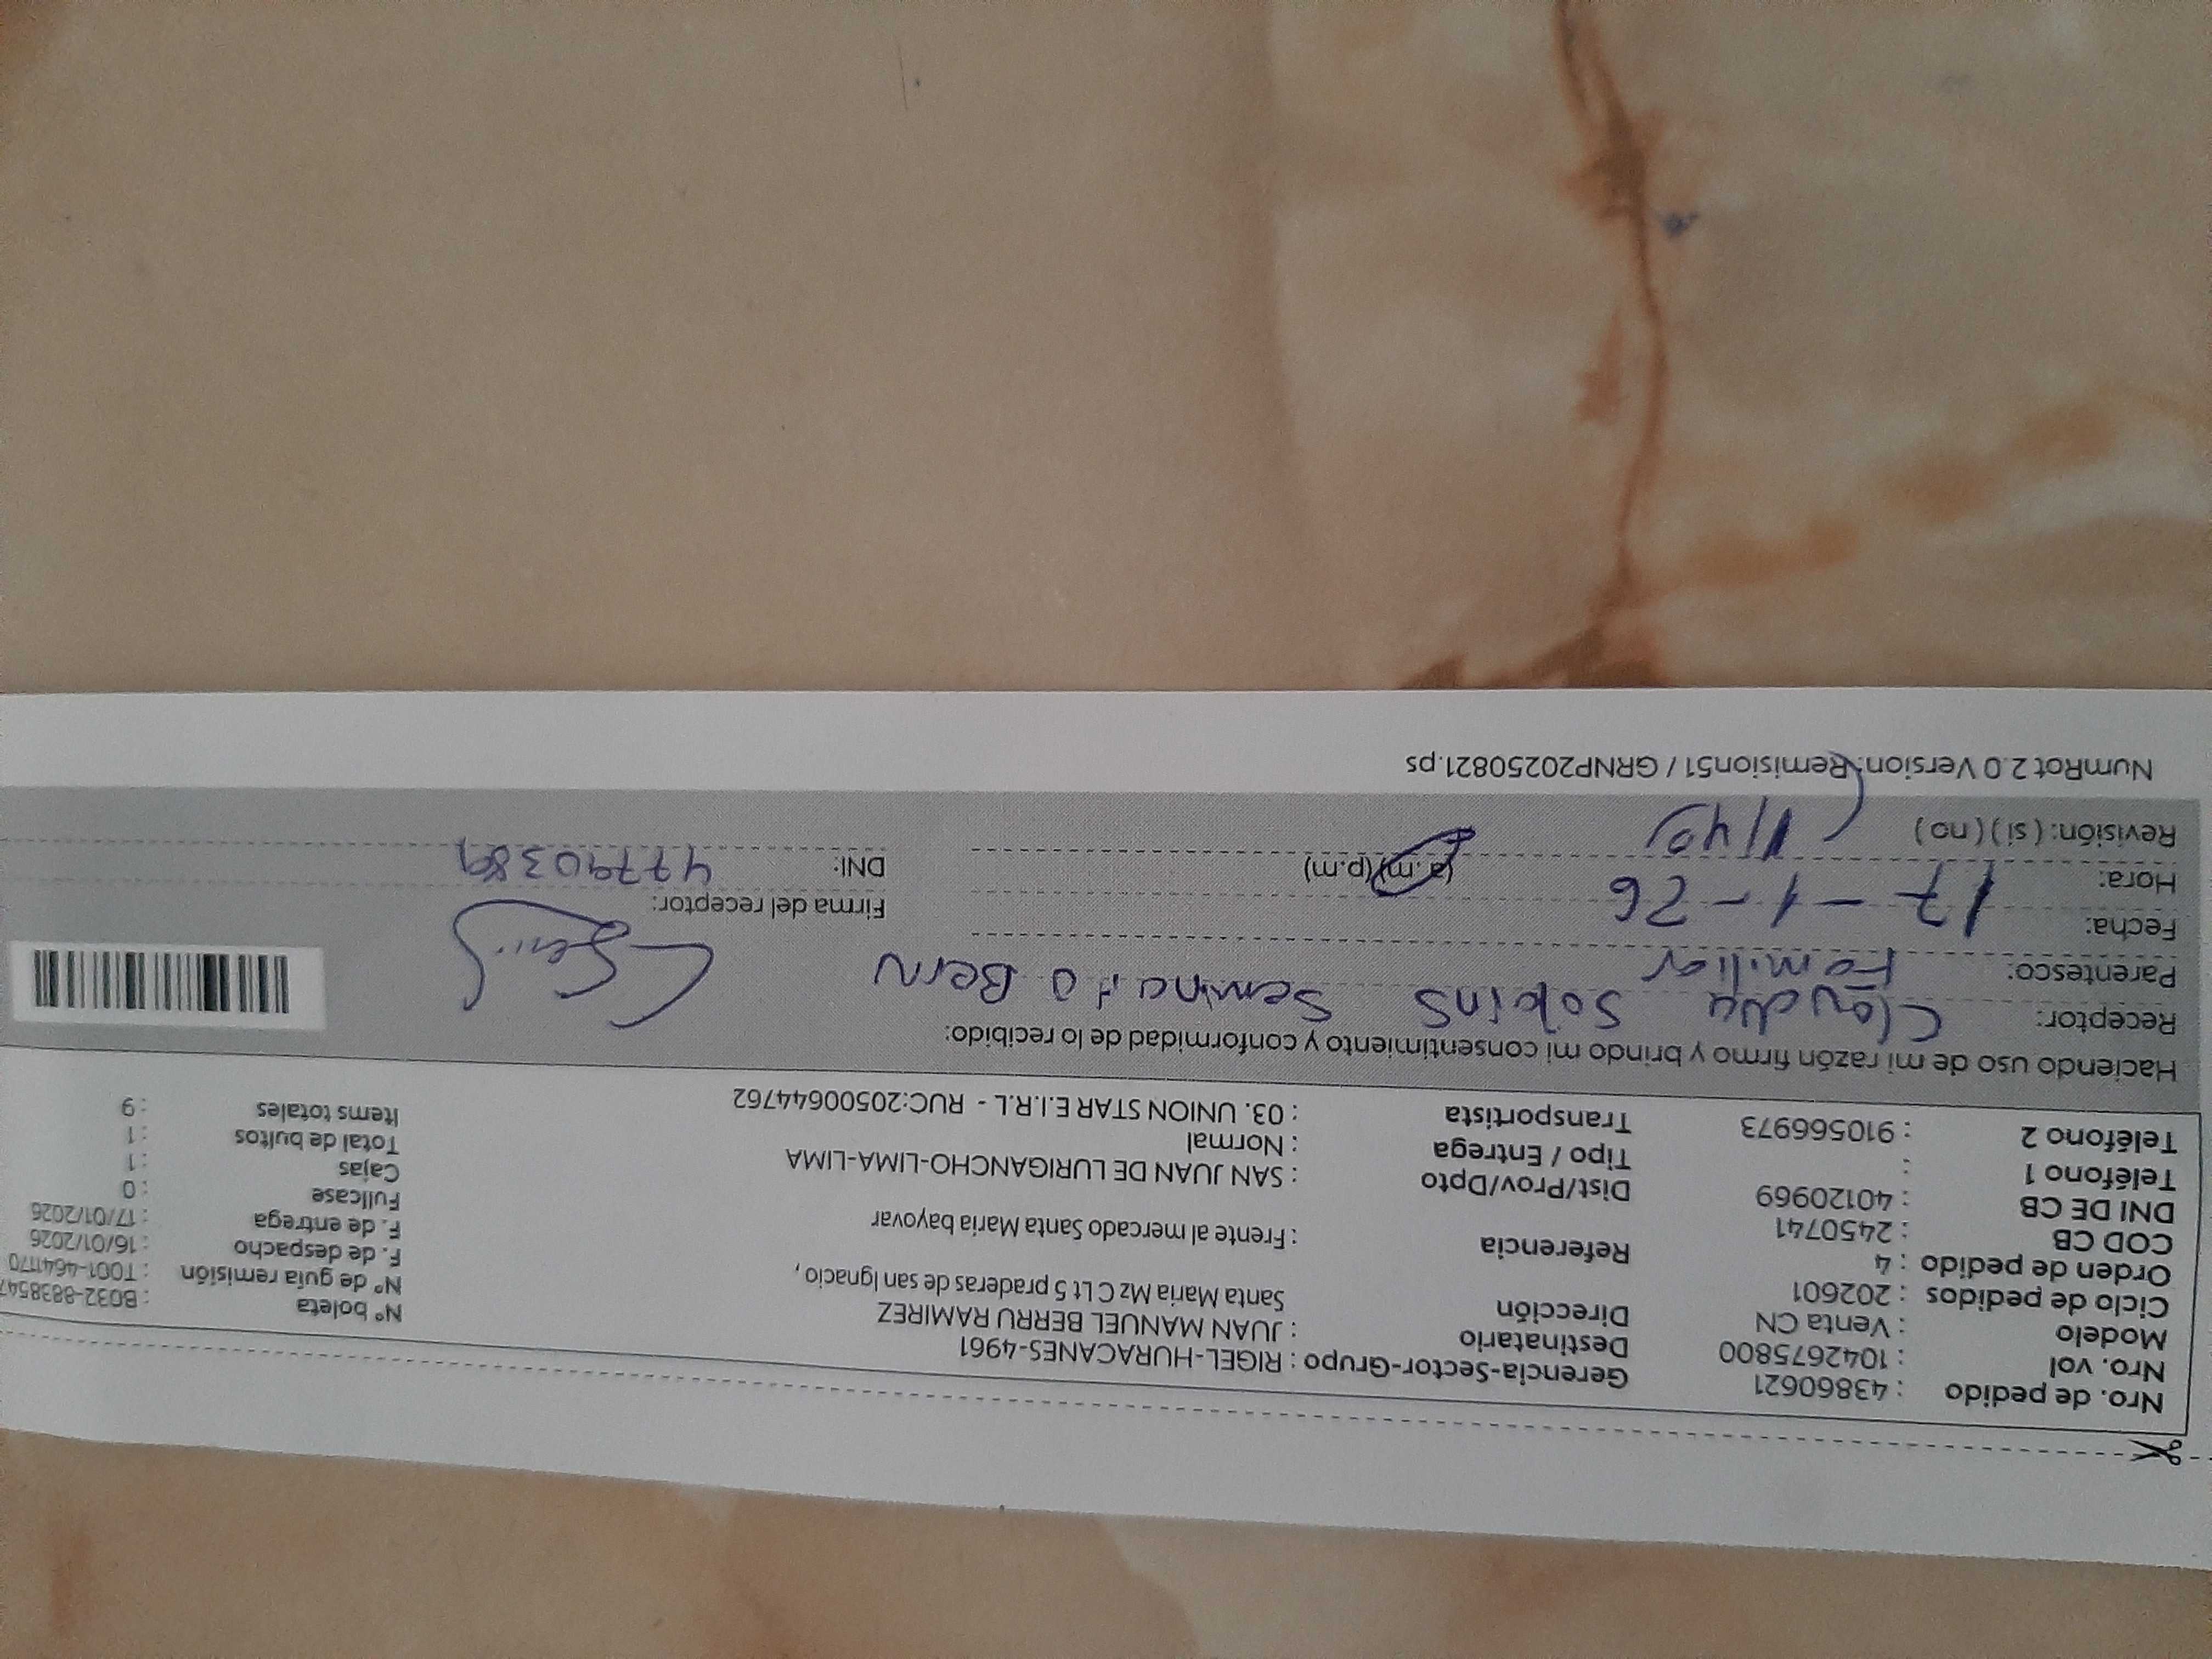 Nro. de pedido : 43860621 Gerencia-Sector-Grupo : RIGEL-HURACANES-4961
Nro. vol : 1042675800 Destinatario : JUAN MANUEL BERRU RAMIREZ Nº boleta : B032-8838547
Modelo : Venta CN Dirección Santa Maria Mz C Lt 5 praderas de san Ignacio , Nº de guía remisión : T001-4641170
Ciclo de pedidos : 202601 F. de despacho : 16/01/2026
Orden de pedido : 4 Referencia : Frente al mercado Santa Maria bayovar F. de entrega : 17/01/2026
COD CB : 2450741 Fullcase : 0
DNI DE CB : 40120969 Dist/Prov/Dpto : SAN JUAN DE LURIGANCHO-LIMA-LIMA Cajas : 1
Teléfono 1 : Tipo / Entrega : Normal Total de bultos : 1
Teléfono 2 : 910566973 Transportista : 03. UNION STAR E.I.R.L - RUC:20500644762 Items totales : 9
Haciendo uso de mi razón firmo y brindo mi consentimiento y conformidad de lo recibido:
Receptor: Claudia
Parentesco: Familiar
Fecha: 17-1-26 Firma del receptor:
Hora: (a.m)(p.m) DNI: 47790389
Revisión: ( si ) ( no ) 11/40
NumRot 2.0 Version: Remision51 / GRNP20250821.ps